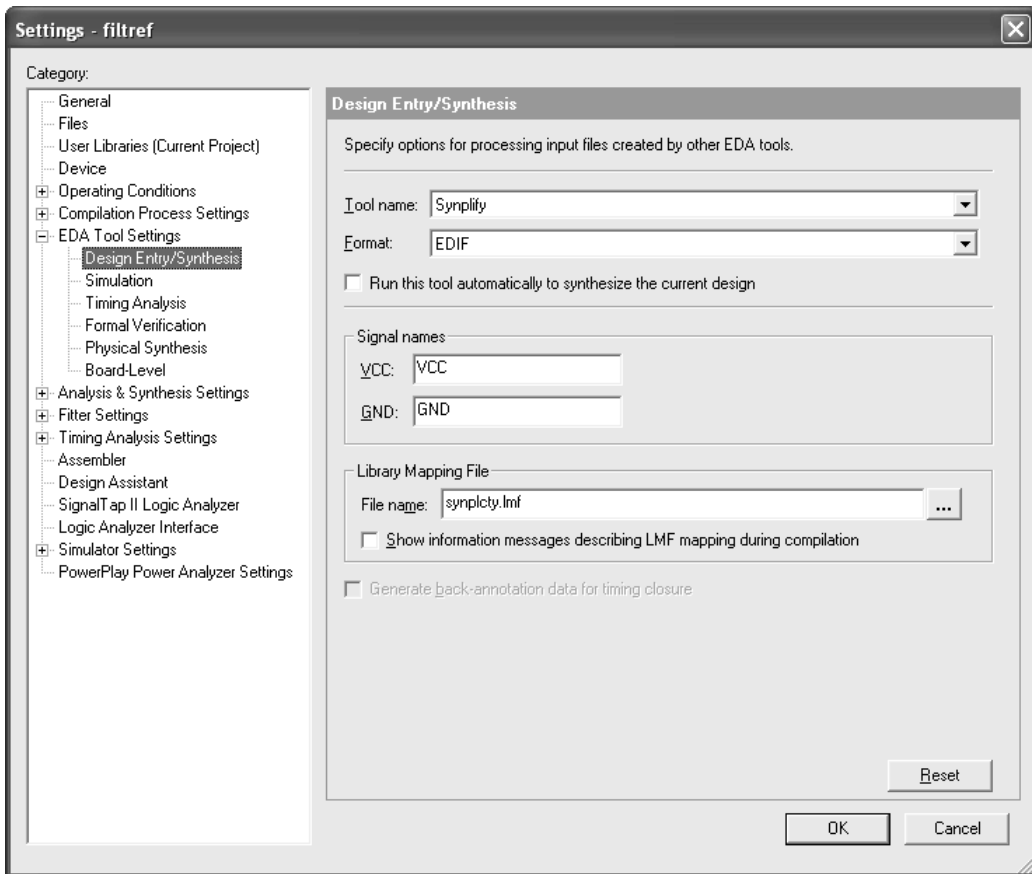 Settings - filtref
Category:
General
Files
User Libraries (Current Project)
Device
Operating Conditions
Compilation Process Settings
EDA Tool Settings
Design Entry/Synthesis
Simulation
Timing Analysis
Formal Verification
Physical Synthesis
Board-Level
Analysis & Synthesis Settings
Fitter Settings
Timing Analysis Settings
Assembler
Design Assistant
SignalTap II Logic Analyzer
Logic Analyzer Interface
Simulator Settings
PowerPlay Power Analyzer Settings
Design Entry/Synthesis
Specify options for processing input files created by other EDA tools.
Tool name: Synplify
Format: EDIF
Run this tool automatically to synthesize the current design
Signal names
VCC: VCC
GND: GND
Library Mapping File
File name: synplcty.lmf ...
Show information messages describing LMF mapping during compilation
Generate back-annotation data for timing closure
Reset
OK Cancel